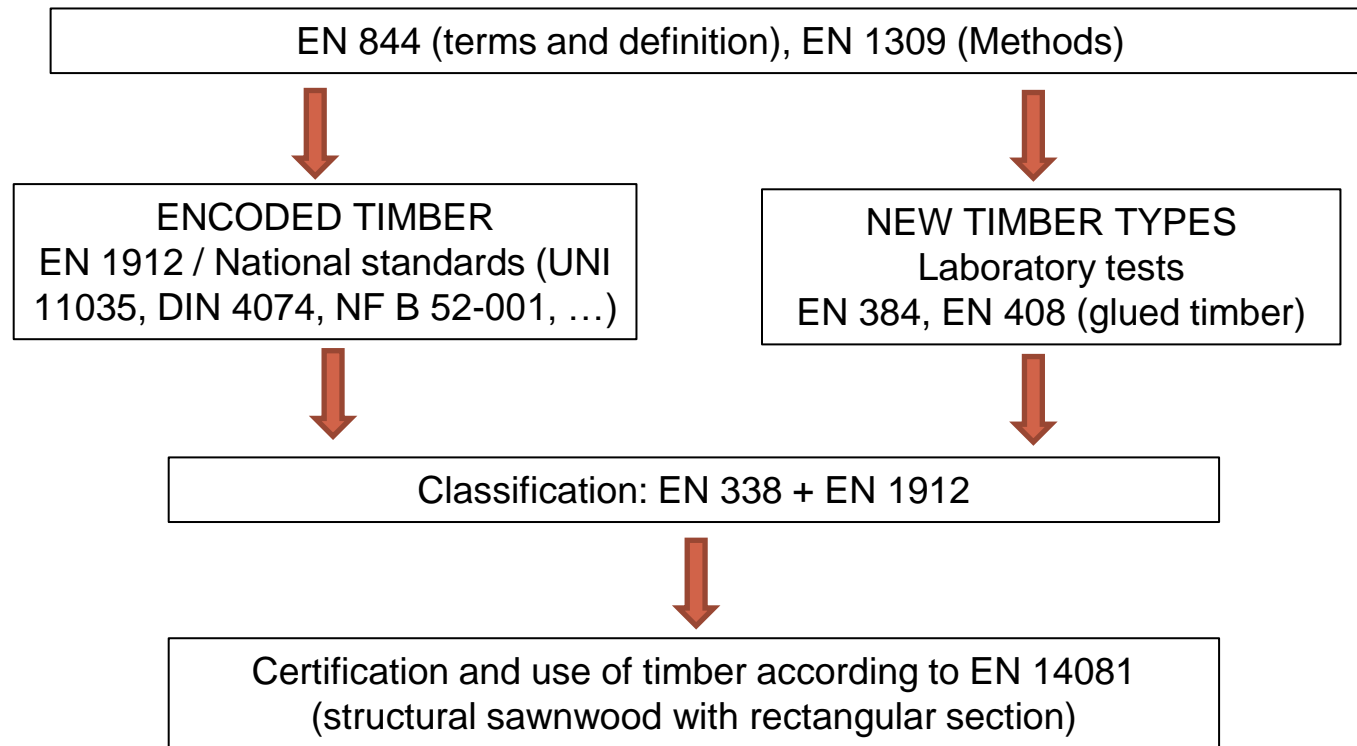 EN 844 (terms and definition), EN 1309 (Methods)
ENCODED TIMBER
EN 1912 / National standards (UNI
11035, DIN 4074, NF B 52-001, …)
NEW TIMBER TYPES
Laboratory tests
EN 384, EN 408 (glued timber)
Classification: EN 338 + EN 1912
Certification and use of timber according to EN 14081
(structural sawnwood with rectangular section)